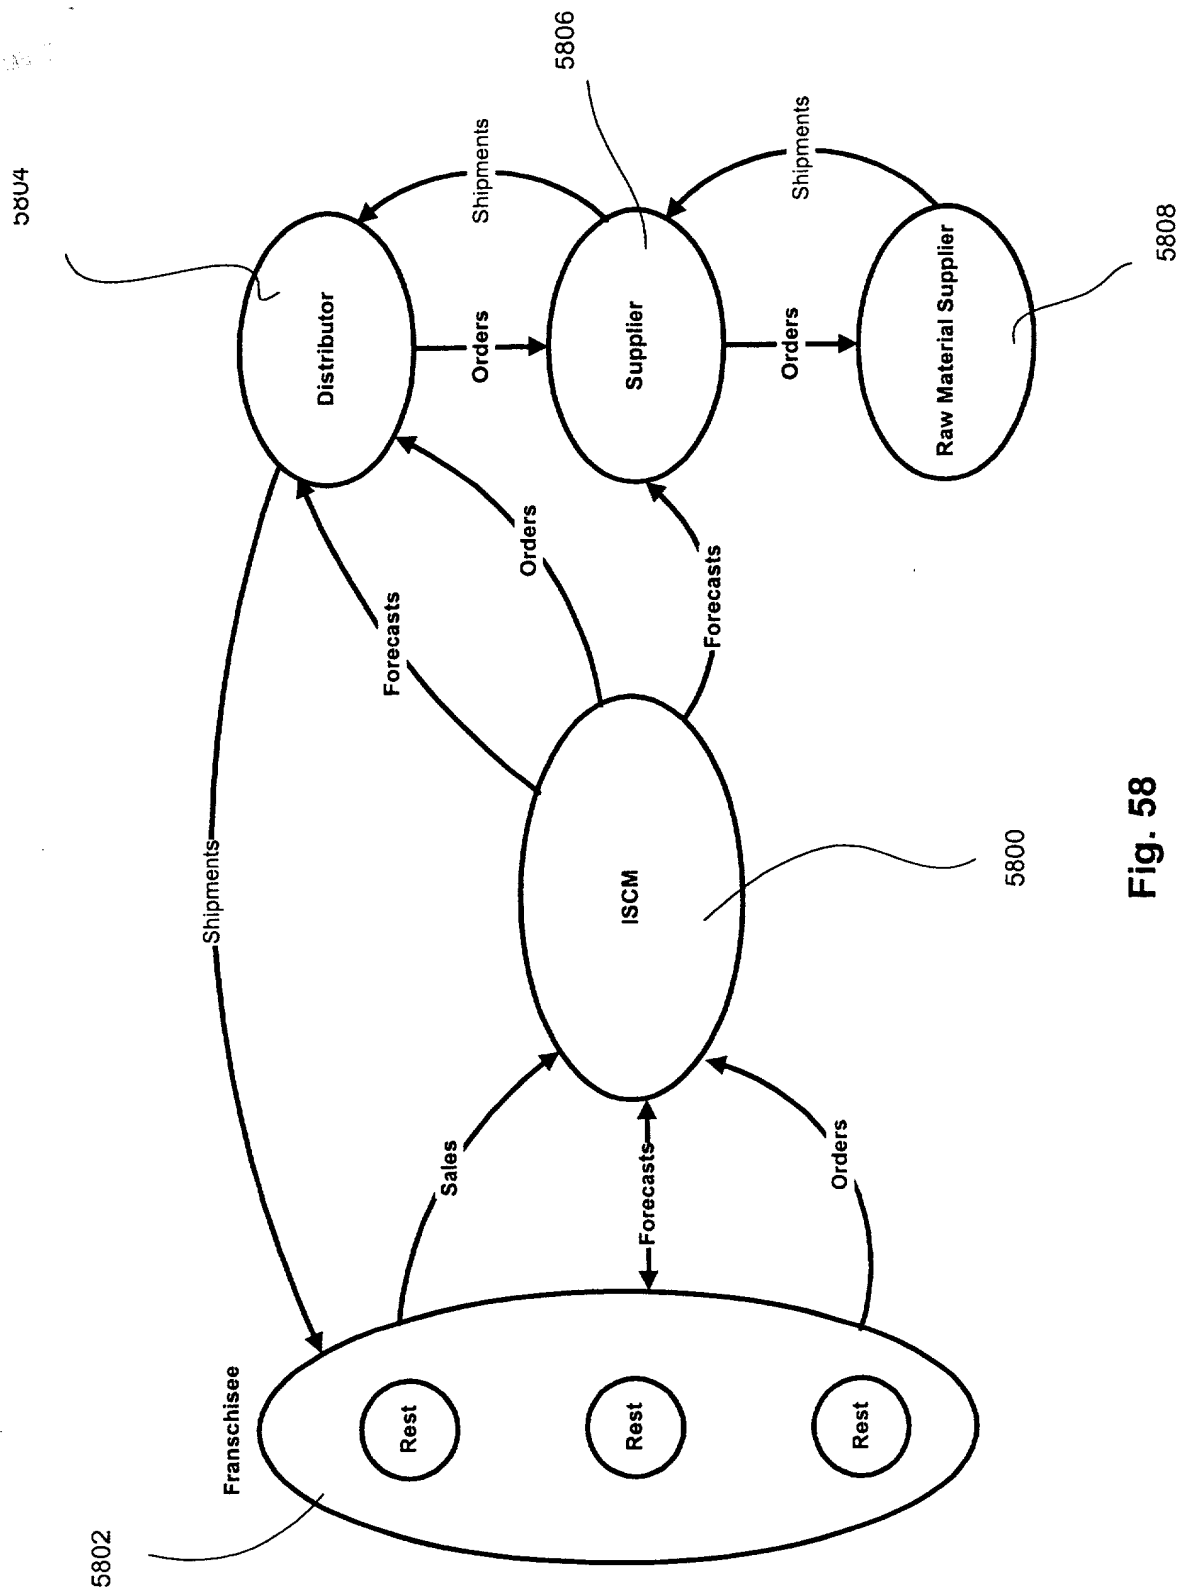 5802
Franschisee
Rest
Rest
Rest
Shipments
Sales
Forecasts
Orders
ISCM
5800
Forecasts
Orders
Forecasts
5804
Distributor
Orders
Shipments
5806
Supplier
Orders
Shipments
Raw Material Supplier
5808
Fig. 58